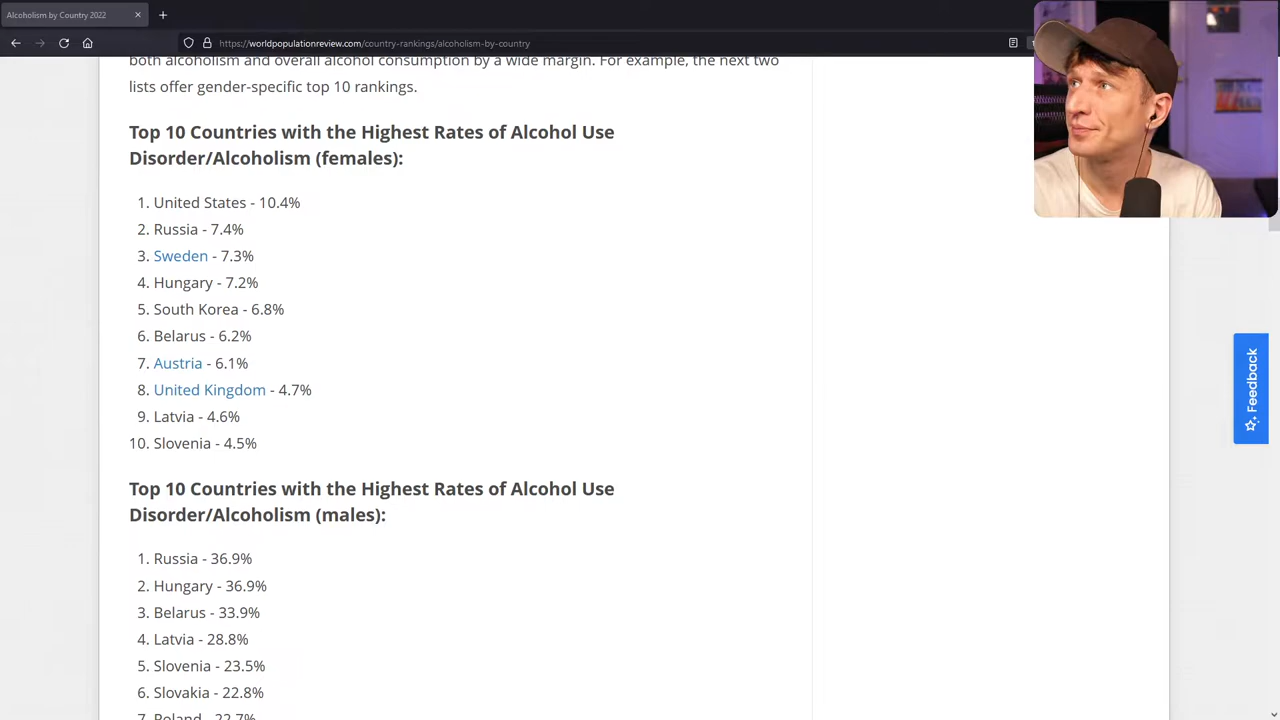 Alcoholism by Country 2022
https://worldpopulationreview.com/country-rankings/alcoholism-by-country
both alcoholism and overall alcohol consumption by a wide margin. For example, the next two
lists offer gender-specific top 10 rankings.
Top 10 Countries with the Highest Rates of Alcohol Use
Disorder/Alcoholism (females):
1. United States - 10.4%
2. Russia - 7.4%
3. Sweden - 7.3%
4. Hungary - 7.2%
5. South Korea - 6.8%
6. Belarus - 6.2%
7. Austria - 6.1%
8. United Kingdom - 4.7%
9. Latvia - 4.6%
10. Slovenia - 4.5%
Top 10 Countries with the Highest Rates of Alcohol Use
Disorder/Alcoholism (males):
1. Russia - 36.9%
2. Hungary - 36.9%
3. Belarus - 33.9%
4. Latvia - 28.8%
5. Slovenia - 23.5%
6. Slovakia - 22.8%
7. Poland - 22.7%
Feedback